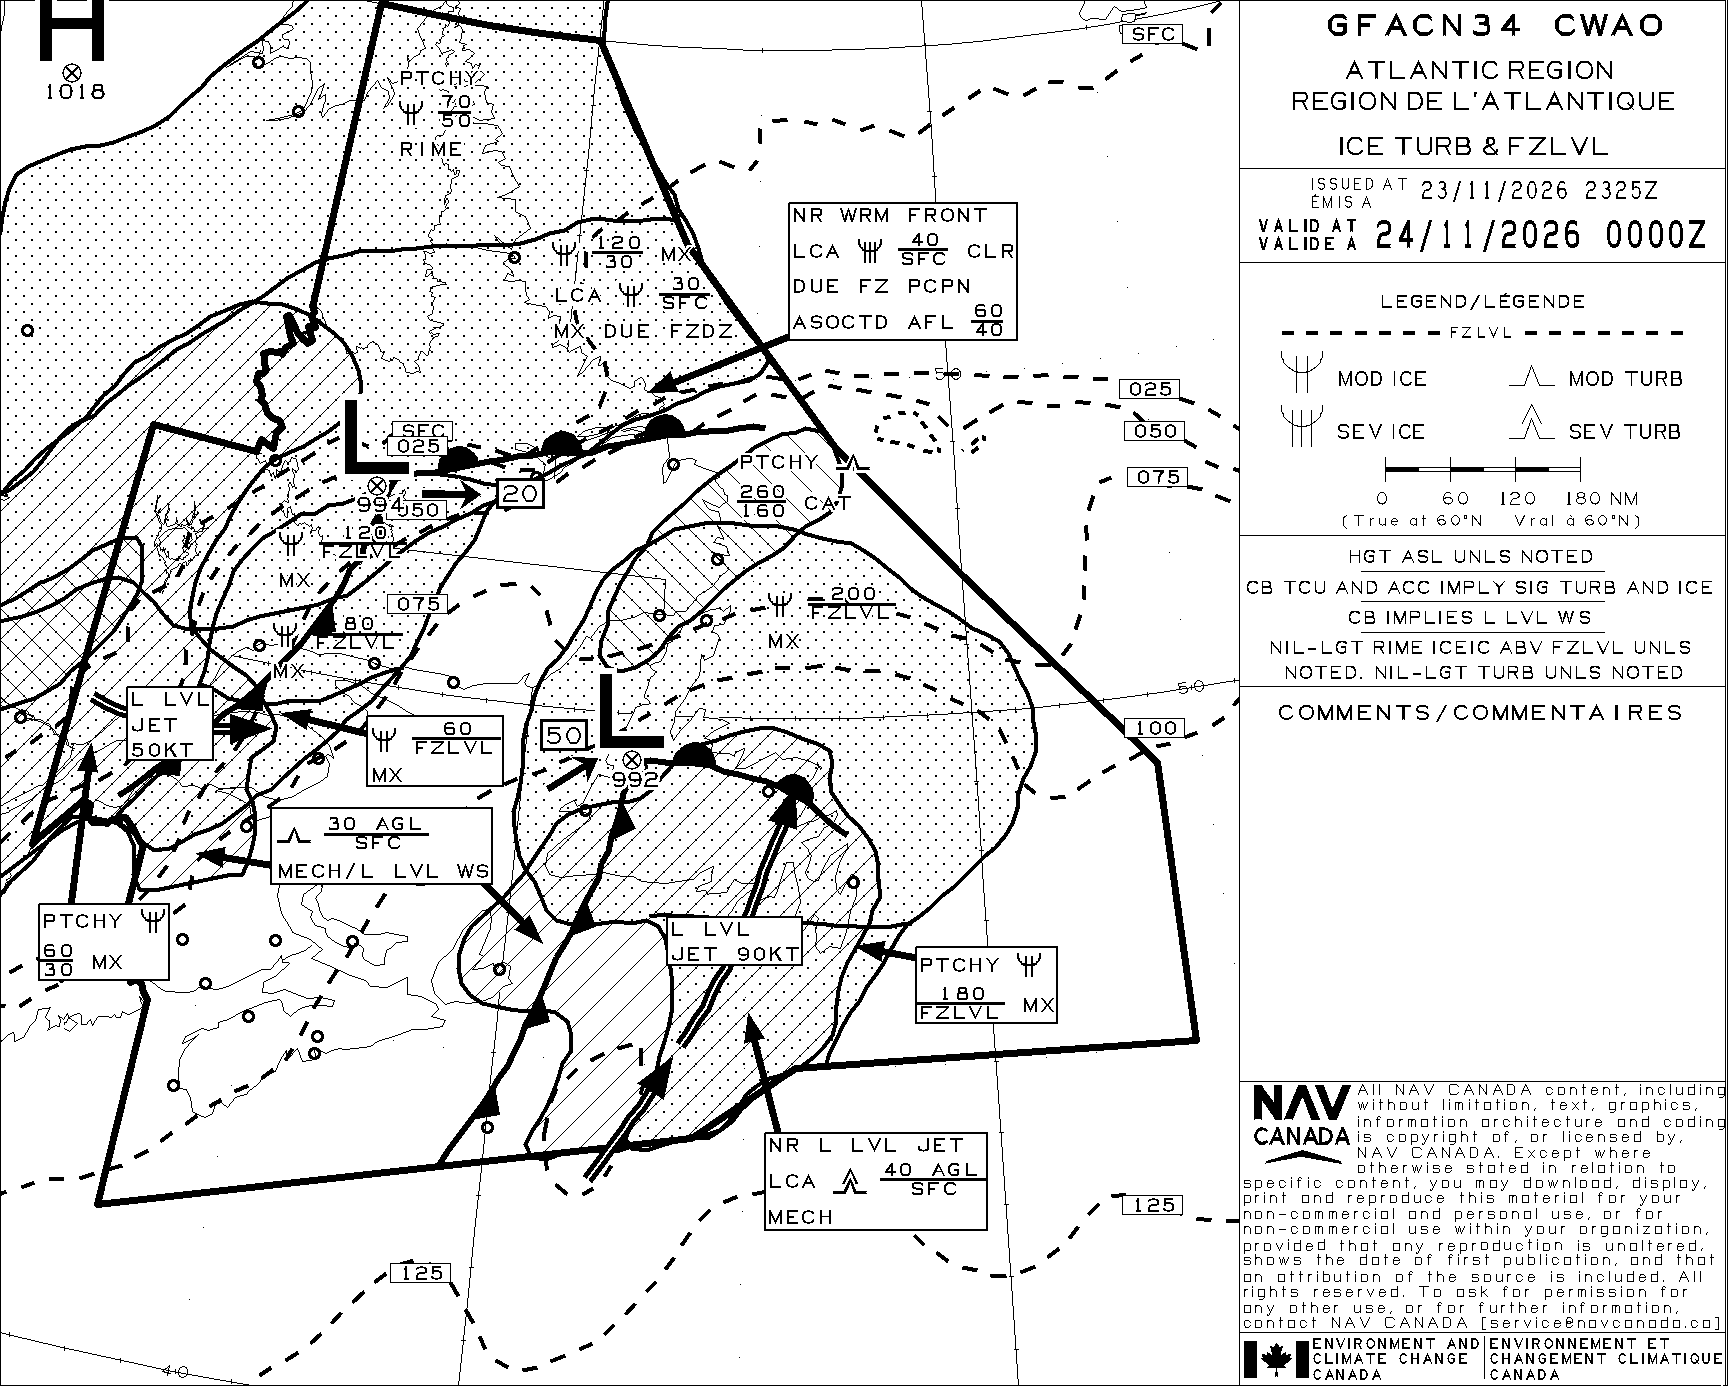 H
1018
PTCHY
70
50
RIME
SFC
NR WRM FRONT
LCA 40 CLR
SFC
DUE FZ PCPN
ASOCTD AFL 60
40
120 MX
30
LCA 30
SFC
MX DUE FZDZ
50
025
050
075
L
SFC
025
994
050
20
PTCHY
260 CAT
160
120
FZLVL
MX
075
80
FZLVL
MX
200
FZLVL
MX
50
100
L LVL
JET
50KT
60
FZLVL
MX
50
L
992
30 AGL
SFC
MECH/L LVL WS
PTCHY
60 MX
30
L LVL
JET 90KT
PTCHY
180 MX
FZLVL
NR L LVL JET
LCA 40 AGL
SFC
MECH
125
125
40
GFACN34 CWAO
ATLANTIC REGION
REGION DE L'ATLANTIQUE
ICE TURB & FZLVL
ISSUED AT 23/11/2026 2325Z
ÉMIS A
VALID AT 24/11/2026 0000Z
VALIDE A
LEGEND/LÉGENDE
FZLVL
MOD ICE MOD TURB
SEV ICE SEV TURB
0 60 120 180 NM
(True at 60°N Vrai à 60°N)
HGT ASL UNLS NOTED
CB TCU AND ACC IMPLY SIG TURB AND ICE
CB IMPLIES L LVL WS
NIL-LGT RIME ICEIC ABV FZLVL UNLS
NOTED. NIL-LGT TURB UNLS NOTED
COMMENTS/COMMENTAIRES
NAV
CANADA
All NAV CANADA content, including
without limitation, text, graphics,
information architecture and coding
is copyright of, or licensed by,
NAV CANADA. Except where
otherwise stated in relation to
specific content, you may download, display,
print and reproduce this material for your
non-commercial and personal use, or for
non-commercial use within your organization,
provided that any reproduction is unaltered,
shows the date of first publication, and that
an attribution of the source is included. All
rights reserved. To ask for permission for
any other use, or for further information,
contact NAV CANADA [service@navcanada.ca]
ENVIRONMENT AND
CLIMATE CHANGE
CANADA
ENVIRONNEMENT ET
CHANGEMENT CLIMATIQUE
CANADA